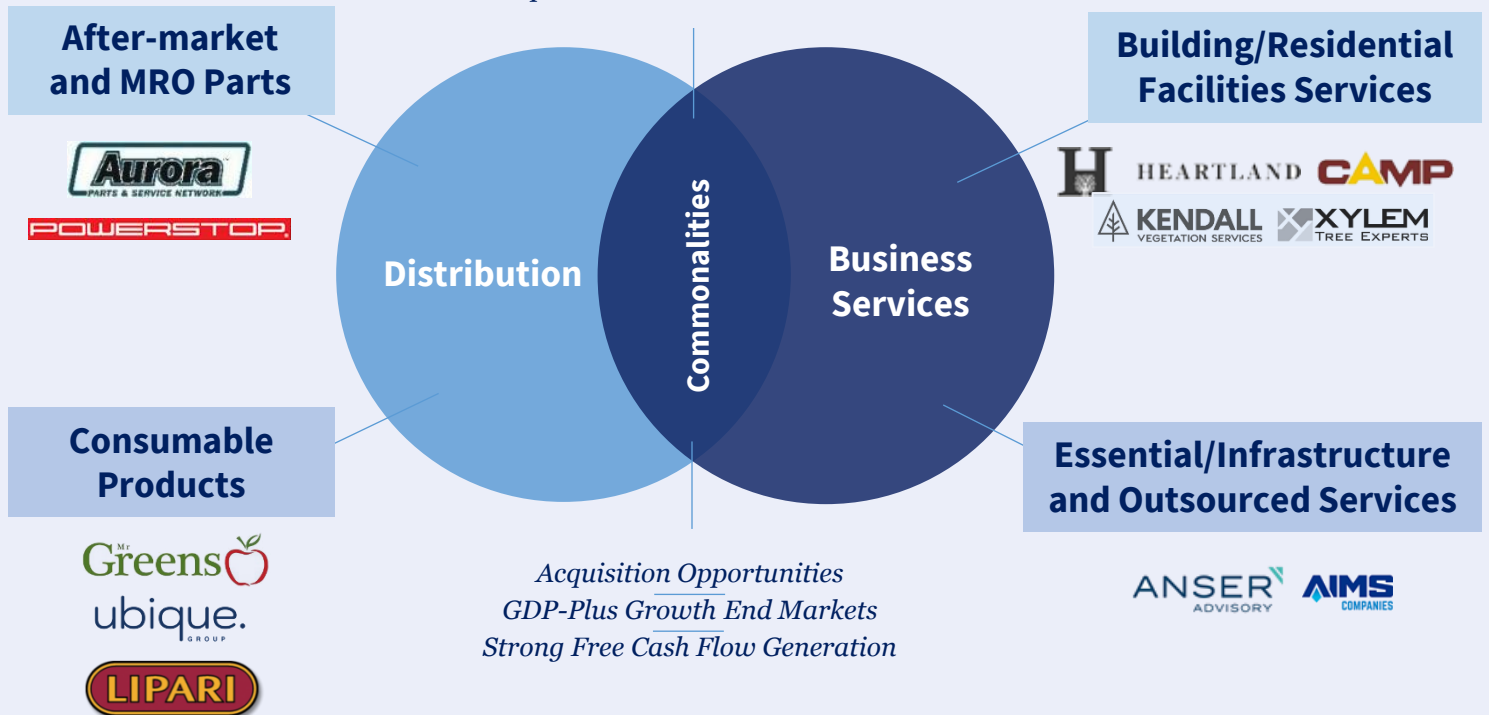 After-market
and MRO Parts
Aurora
PARTS & SERVICE NETWORK
POWERSTOP.
Building/Residential
Facilities Services
H HEARTLAND
CAMP
KENDALL
VEGETATION SERVICES
XYLEM
TREE EXPERTS
Distribution
Commonalities
Business
Services
Consumable
Products
Mr
Greens
ubique.
GROUP
LIPARI
Essential/Infrastructure
and Outsourced Services
ANSER
ADVISORY
AIMS
COMPANIES
Acquisition Opportunities
GDP-Plus Growth End Markets
Strong Free Cash Flow Generation